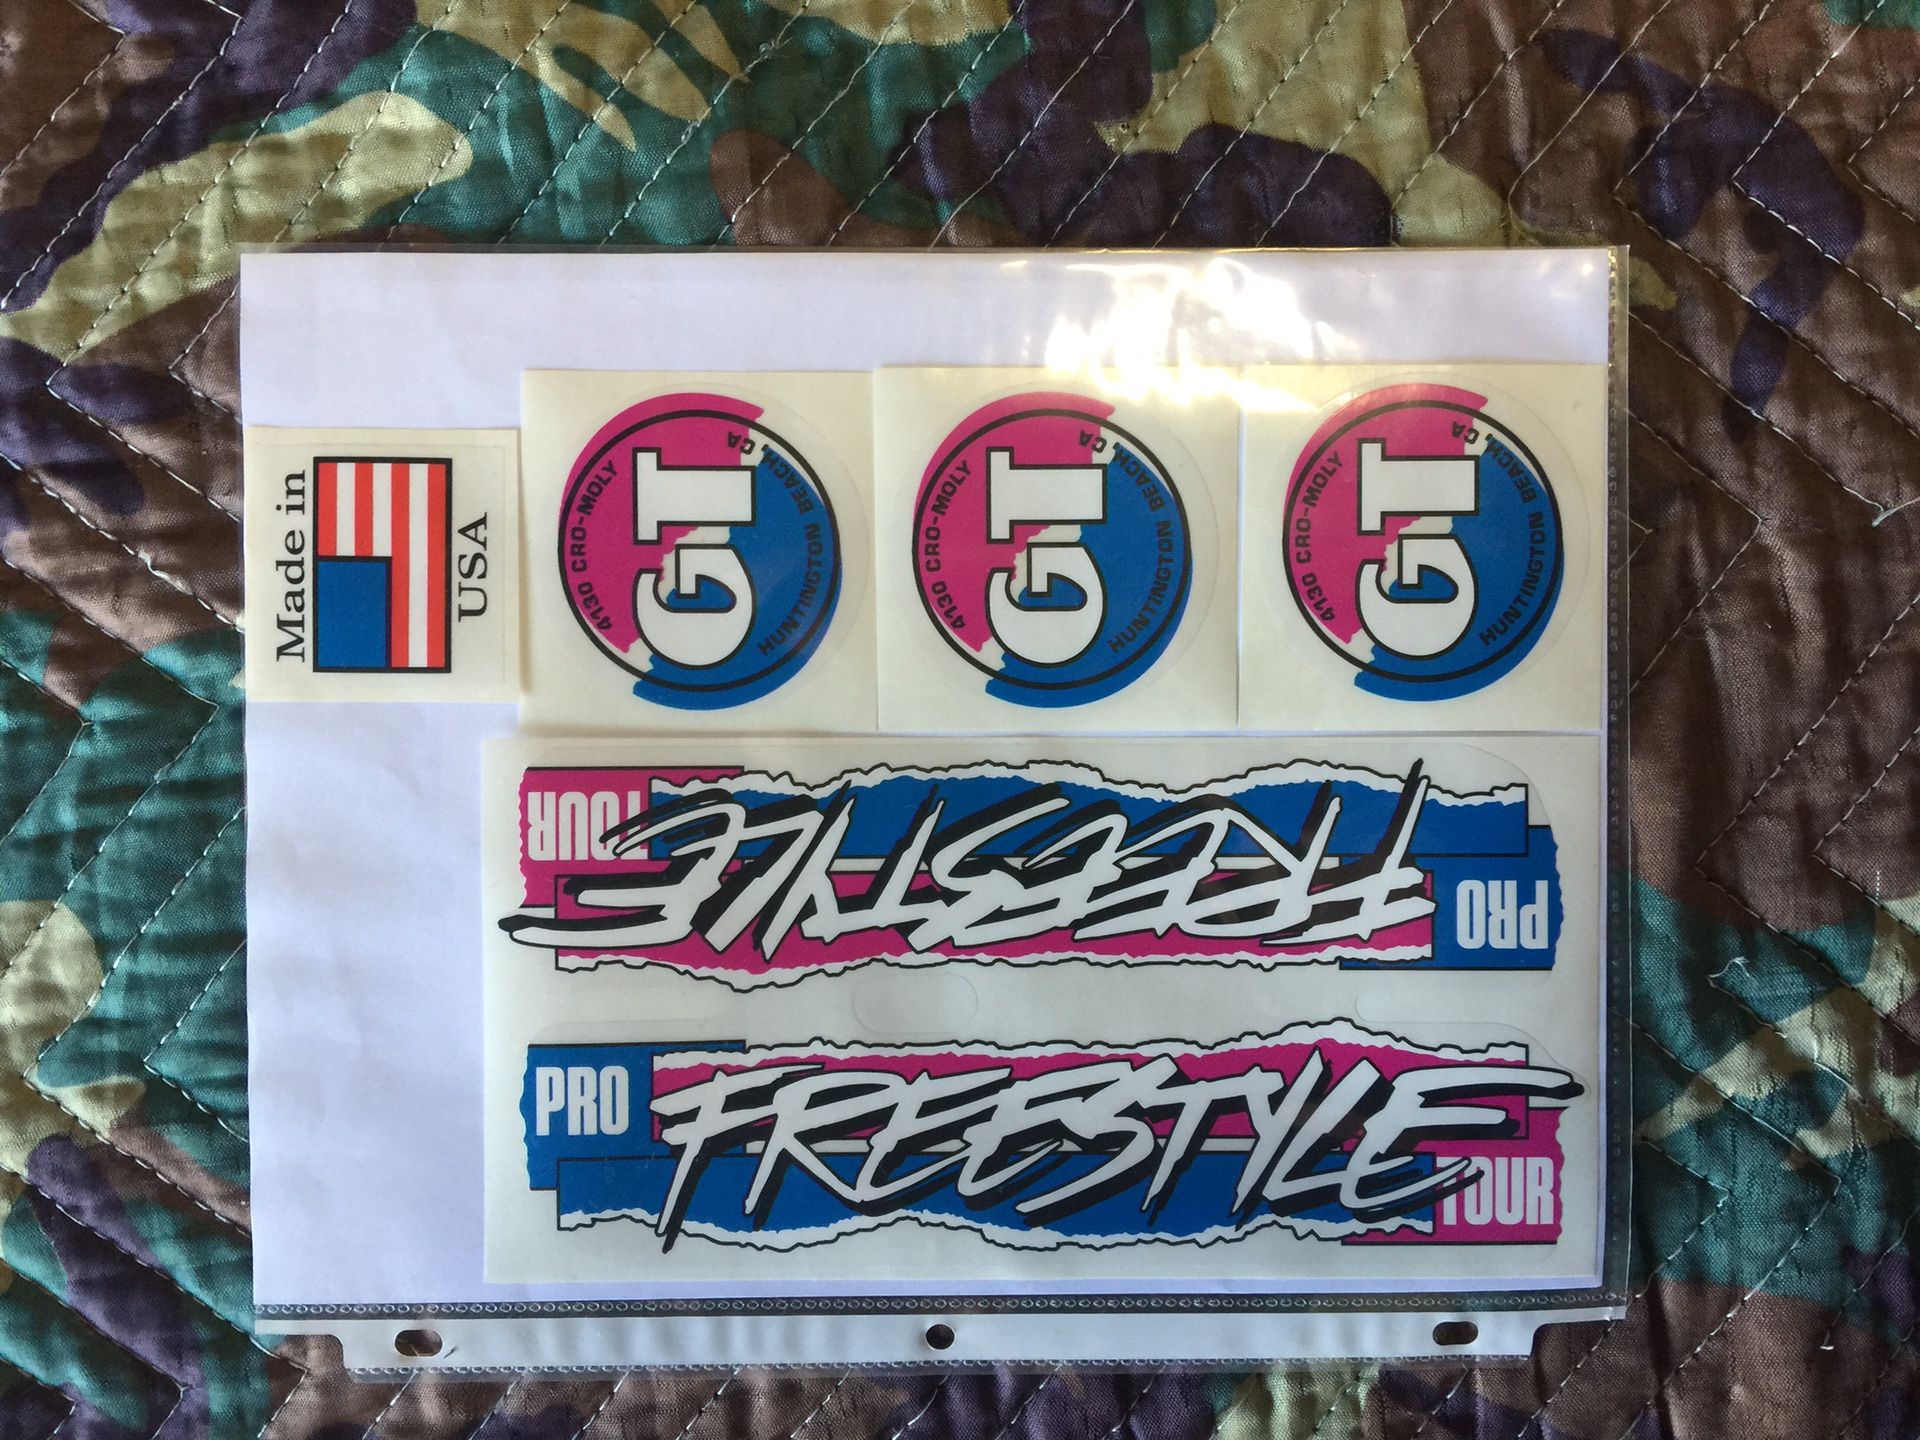 Made in
USA
4130 CRO-MOLY
GT
HUNTINGTON BEACH, CA
4130 CRO-MOLY
GT
HUNTINGTON BEACH, CA
4130 CRO-MOLY
GT
HUNTINGTON BEACH, CA
PRO
FREESTYLE
TOUR
PRO
FREESTYLE
TOUR